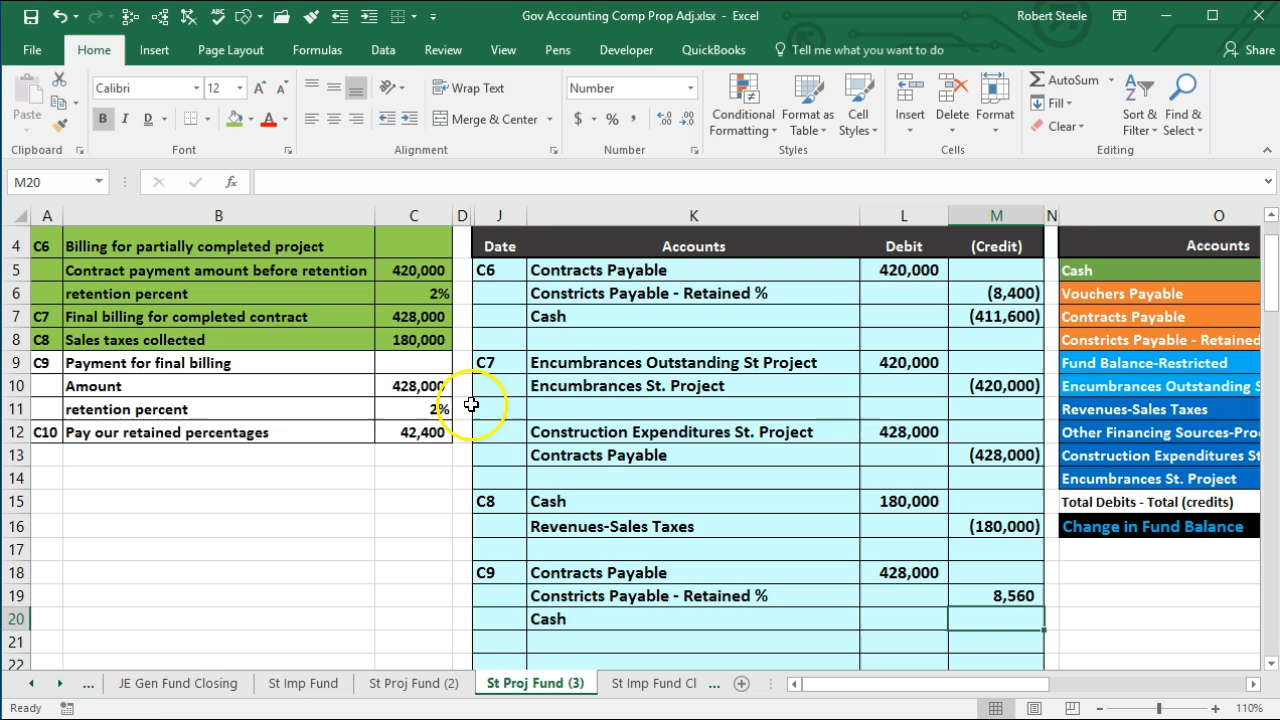 Gov Accounting Comp Prop Adj.xlsx - Excel
Robert Steele
File Home Insert Page Layout Formulas Data Review View Pens Developer QuickBooks Tell me what you want to do Share
Calibri 12 Wrap Text Number AutoSum
Paste B I D Merge & Center $ % , Conditional Formatting Format as Table Cell Styles Insert Delete Format Fill Clear Sort & Filter Find & Select
Clipboard Font Alignment Number Styles Cells Editing
M20 fx
A B C D J K L M N O
4 C6 Billing for partially completed project Date Accounts Debit (Credit) Accounts
5 Contract payment amount before retention 420,000 C6 Contracts Payable 420,000 Cash
6 retention percent 2% Constricts Payable - Retained % (8,400) Vouchers Payable
7 C7 Final billing for completed contract 428,000 Cash (411,600) Contracts Payable
8 C8 Sales taxes collected 180,000 Constricts Payable - Retained
9 C9 Payment for final billing C7 Encumbrances Outstanding St Project 420,000 Fund Balance-Restricted
10 Amount 428,000 Encumbrances St. Project (420,000) Encumbrances Outstanding S
11 retention percent 2% Revenues-Sales Taxes
12 C10 Pay our retained percentages 42,400 Construction Expenditures St. Project 428,000 Other Financing Sources-Pro
13 Contracts Payable (428,000) Construction Expenditures St
14 Encumbrances St. Project
15 C8 Cash 180,000 Total Debits - Total (credits)
16 Revenues-Sales Taxes (180,000) Change in Fund Balance
17
18 C9 Contracts Payable 428,000
19 Constricts Payable - Retained % 8,560
20 Cash
21
22
... JE Gen Fund Closing St Imp Fund St Proj Fund (2) St Proj Fund (3) St Imp Fund Cl ...
Ready 110%